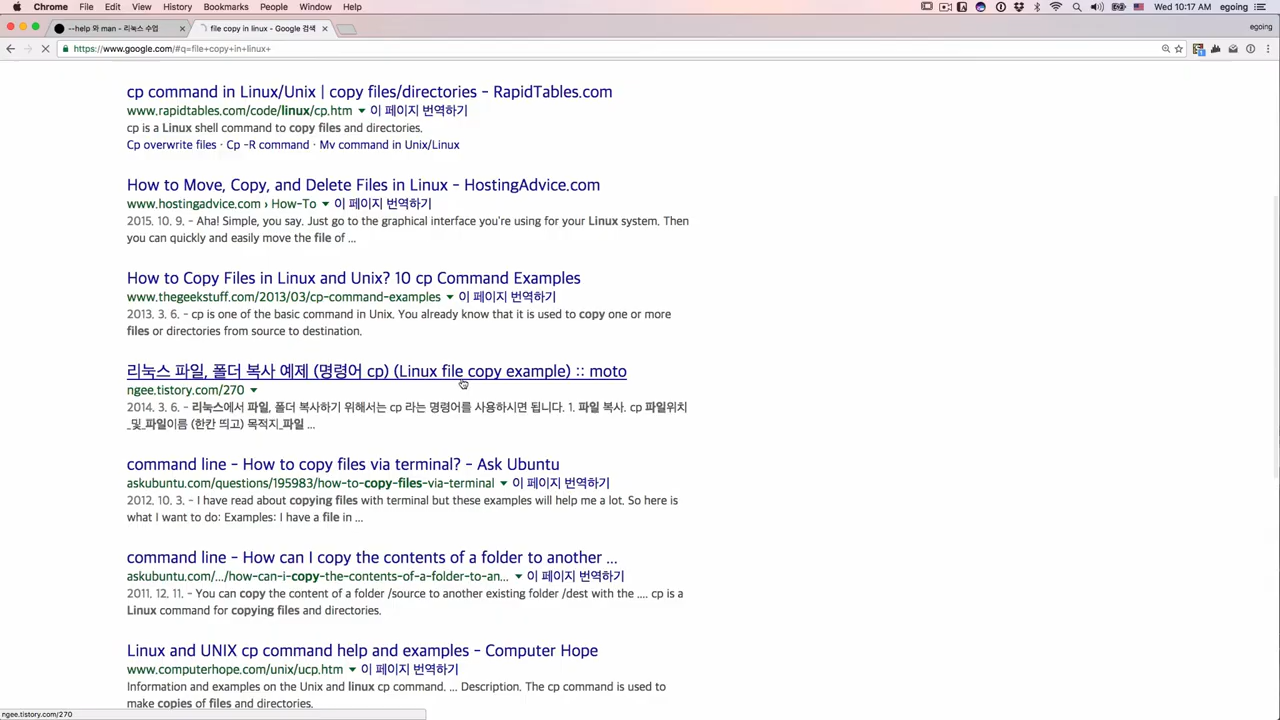 Chrome File Edit View History Bookmarks People Window Help Wed 10:17 AM egoing
--help 와 man - 리눅스 수업 × file copy in linux - Google 검색 × egoing
https://www.google.com/#q=file+copy+in+linux+
cp command in Linux/Unix | copy files/directories - RapidTables.com
www.rapidtables.com/code/linux/cp.htm ▼ 이 페이지 번역하기
cp is a Linux shell command to copy files and directories.
Cp overwrite files · Cp -R command · Mv command in Unix/Linux
How to Move, Copy, and Delete Files in Linux - HostingAdvice.com
www.hostingadvice.com › How-To ▼ 이 페이지 번역하기
2015. 10. 9. - Aha! Simple, you say. Just go to the graphical interface you're using for your Linux system. Then
you can quickly and easily move the file of ...
How to Copy Files in Linux and Unix? 10 cp Command Examples
www.thegeekstuff.com/2013/03/cp-command-examples ▼ 이 페이지 번역하기
2013. 3. 6. - cp is one of the basic command in Unix. You already know that it is used to copy one or more
files or directories from source to destination.
리눅스 파일, 폴더 복사 예제 (명령어 cp) (Linux file copy example) :: moto
ngee.tistory.com/270 ▼
2014. 3. 6. - 리눅스에서 파일, 폴더 복사하기 위해서는 cp 라는 명령어를 사용하시면 됩니다. 1. 파일 복사. cp 파일위치
_및_파일이름 (한칸 띄고) 목적지_파일 ...
command line - How to copy files via terminal? - Ask Ubuntu
askubuntu.com/questions/195983/how-to-copy-files-via-terminal ▼ 이 페이지 번역하기
2012. 10. 3. - I have read about copying files with terminal but these examples will help me a lot. So here is
what I want to do: Examples: I have a file in ...
command line - How can I copy the contents of a folder to another ...
askubuntu.com/.../how-can-i-copy-the-contents-of-a-folder-to-an... ▼ 이 페이지 번역하기
2011. 12. 11. - You can copy the content of a folder /source to another existing folder /dest with the .... cp is a
Linux command for copying files and directories.
Linux and UNIX cp command help and examples - Computer Hope
www.computerhope.com/unix/ucp.htm ▼ 이 페이지 번역하기
Information and examples on the Unix and linux cp command. ... Description. The cp command is used to
make copies of files and directories.
ngee.tistory.com/270